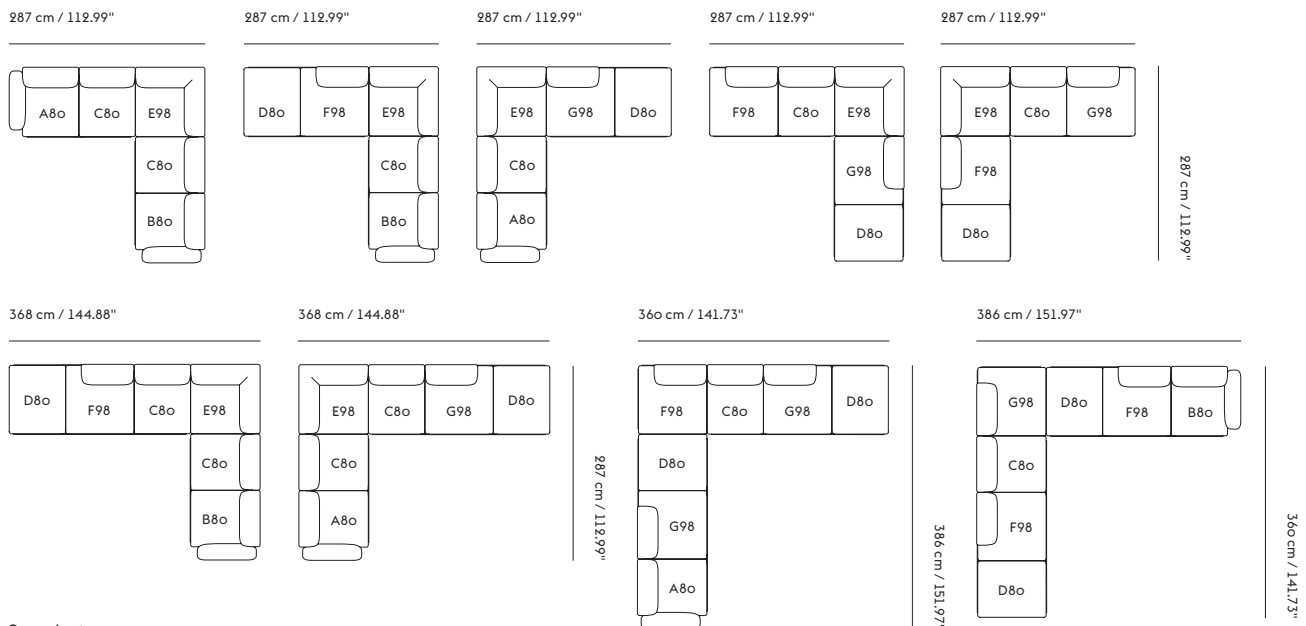 287 cm / 112.99" 287 cm / 112.99" 287 cm / 112.99" 287 cm / 112.99" 287 cm / 112.99"
A80 C80 E98 D80 F98 E98 E98 G98 D80 F98 C80 E98 E98 C80 G98
C80 C80 C80 G98 F98
B80 B80 A80 D80 D80
287 cm / 112.99"
368 cm / 144.88" 368 cm / 144.88" 360 cm / 141.73" 386 cm / 151.97"
D80 F98 C80 E98 E98 C80 G98 D80 F98 C80 G98 D80 G98 D80 F98 B80
C80 C80 D80 C80
B80 A80 G98 F98
A80 D80
287 cm / 112.99"
386 cm / 151.97"
360 cm / 141.73"